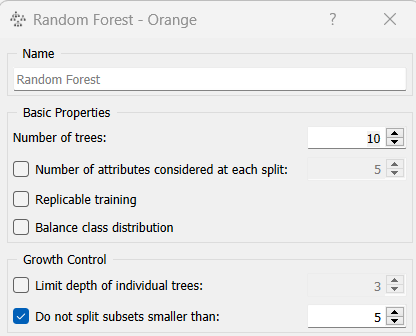 Random Forest - Orange ?
Name
Random Forest
Basic Properties
Number of trees: 10
Number of attributes considered at each split: 5
Replicable training
Balance class distribution
Growth Control
Limit depth of individual trees: 3
Do not split subsets smaller than: 5